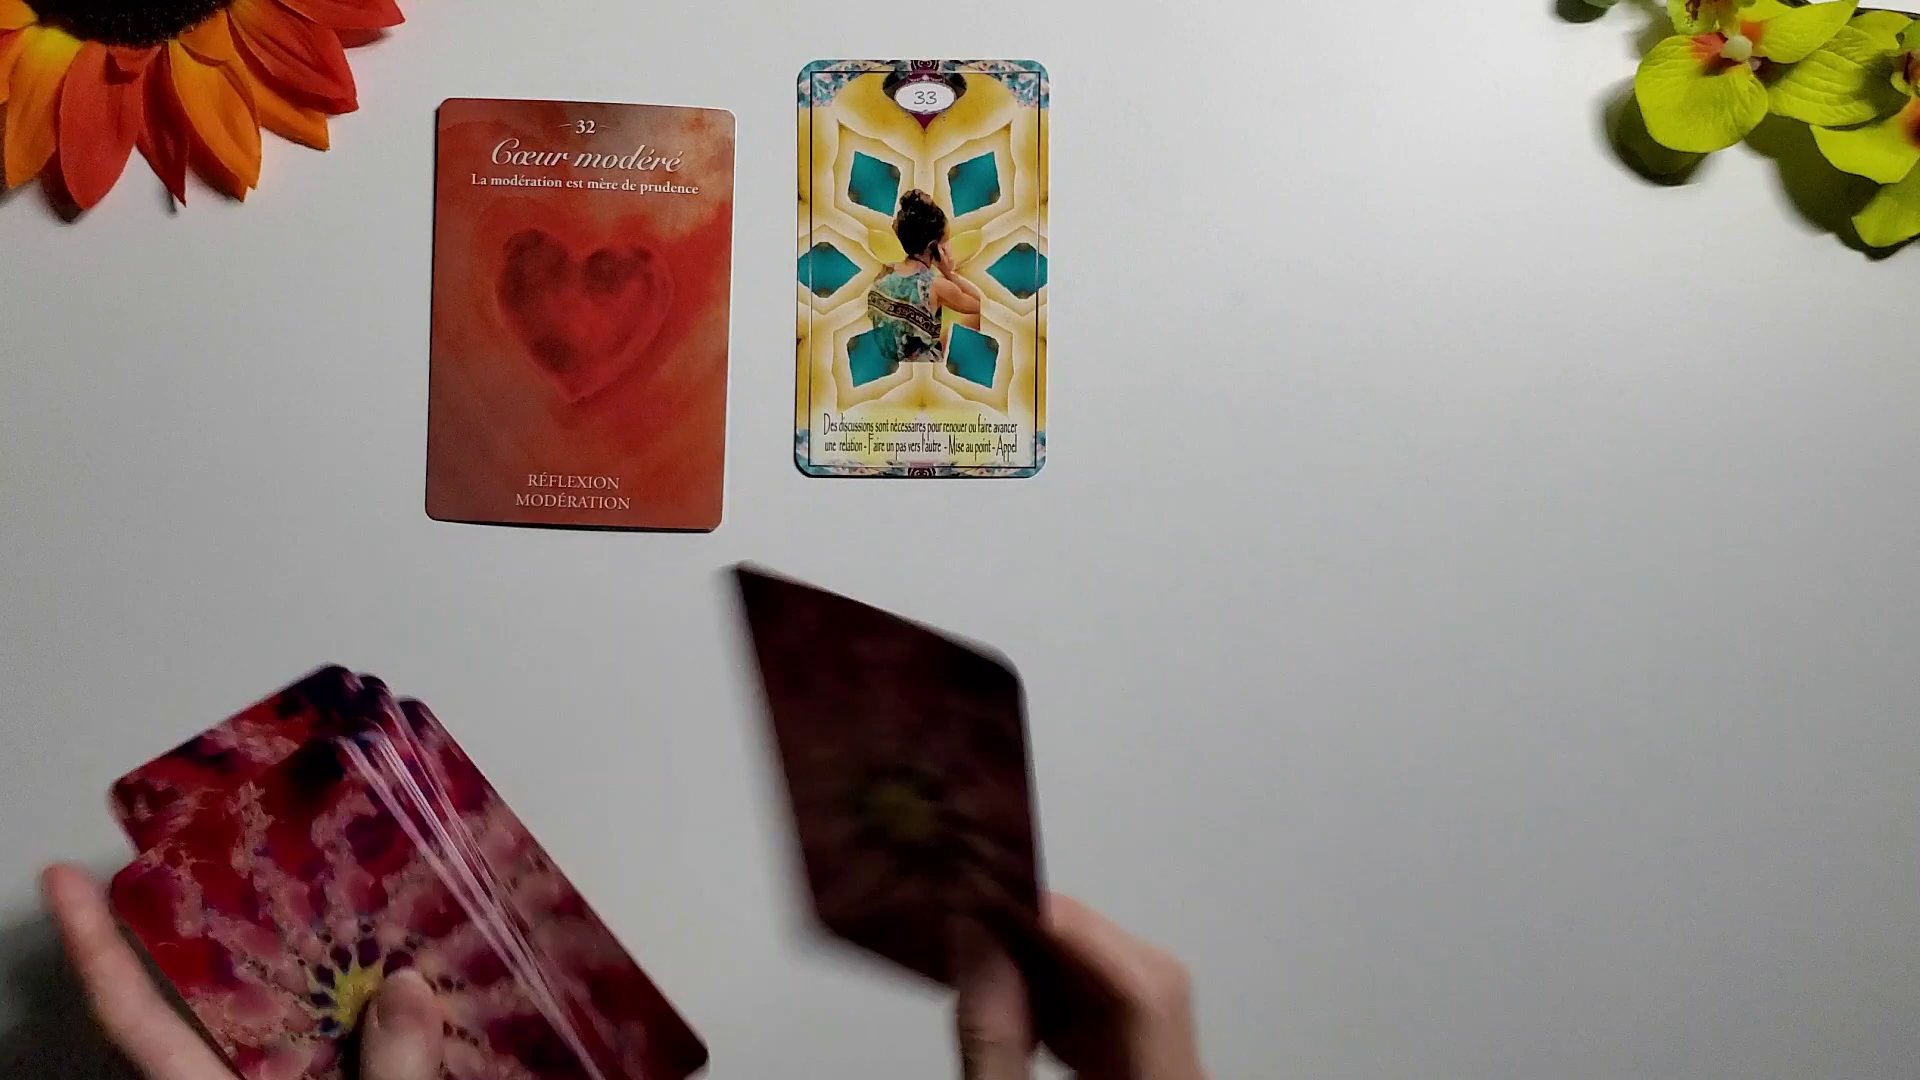 32
Cœur modéré
La modération est mère de prudence
RÉFLEXION
MODÉRATION
33
Des discussions sont nécessaires pour renouer ou faire avancer
une relation - Faire un pas vers l'autre - Mise au point - Appel